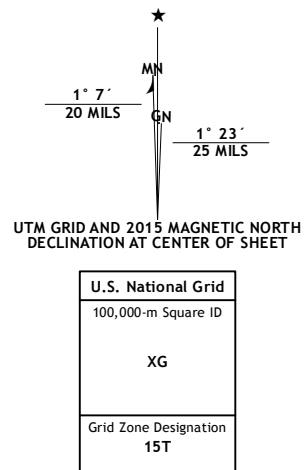 ★
MN
1° 7´
20 MILS
GN
1° 23´
25 MILS
UTM GRID AND 2015 MAGNETIC NORTH
DECLINATION AT CENTER OF SHEET
U.S. National Grid
100,000-m Square ID
XG
Grid Zone Designation
15T